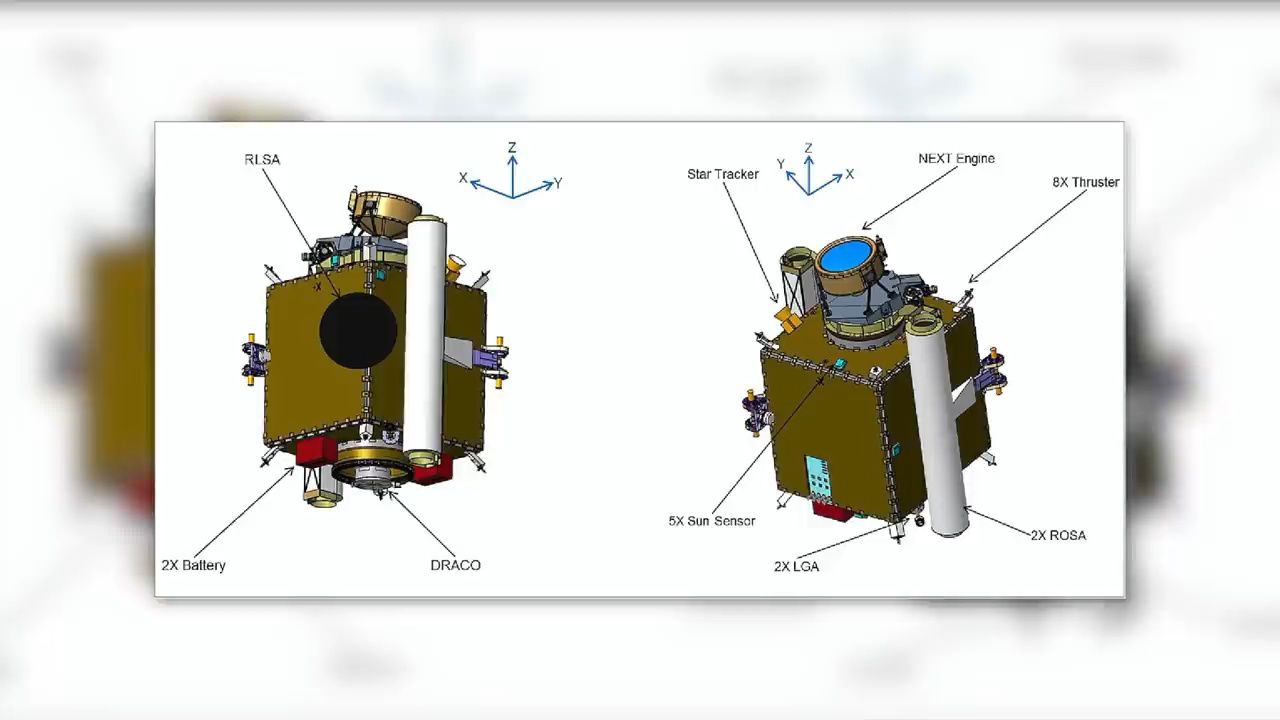 RLSA
Z
X
Y
2X Battery
DRACO
Star Tracker
Z
Y
X
NEXT Engine
8X Thruster
5X Sun Sensor
2X LGA
2X ROSA